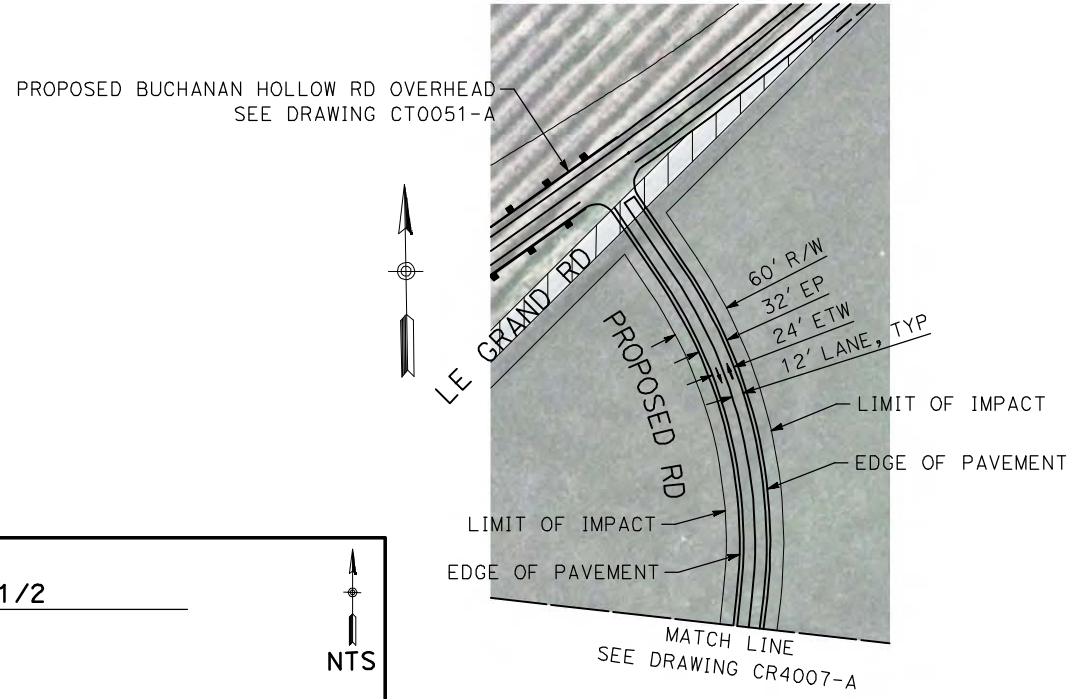 PROPOSED BUCHANAN HOLLOW RD OVERHEAD
SEE DRAWING CT0051-A
LE GRAND RD
PROPOSED RD
60' R/W
32' EP
24' ETW
12' LANE, TYP
LIMIT OF IMPACT
EDGE OF PAVEMENT
LIMIT OF IMPACT
EDGE OF PAVEMENT
MATCH LINE
SEE DRAWING CR4007-A
1/2
NTS